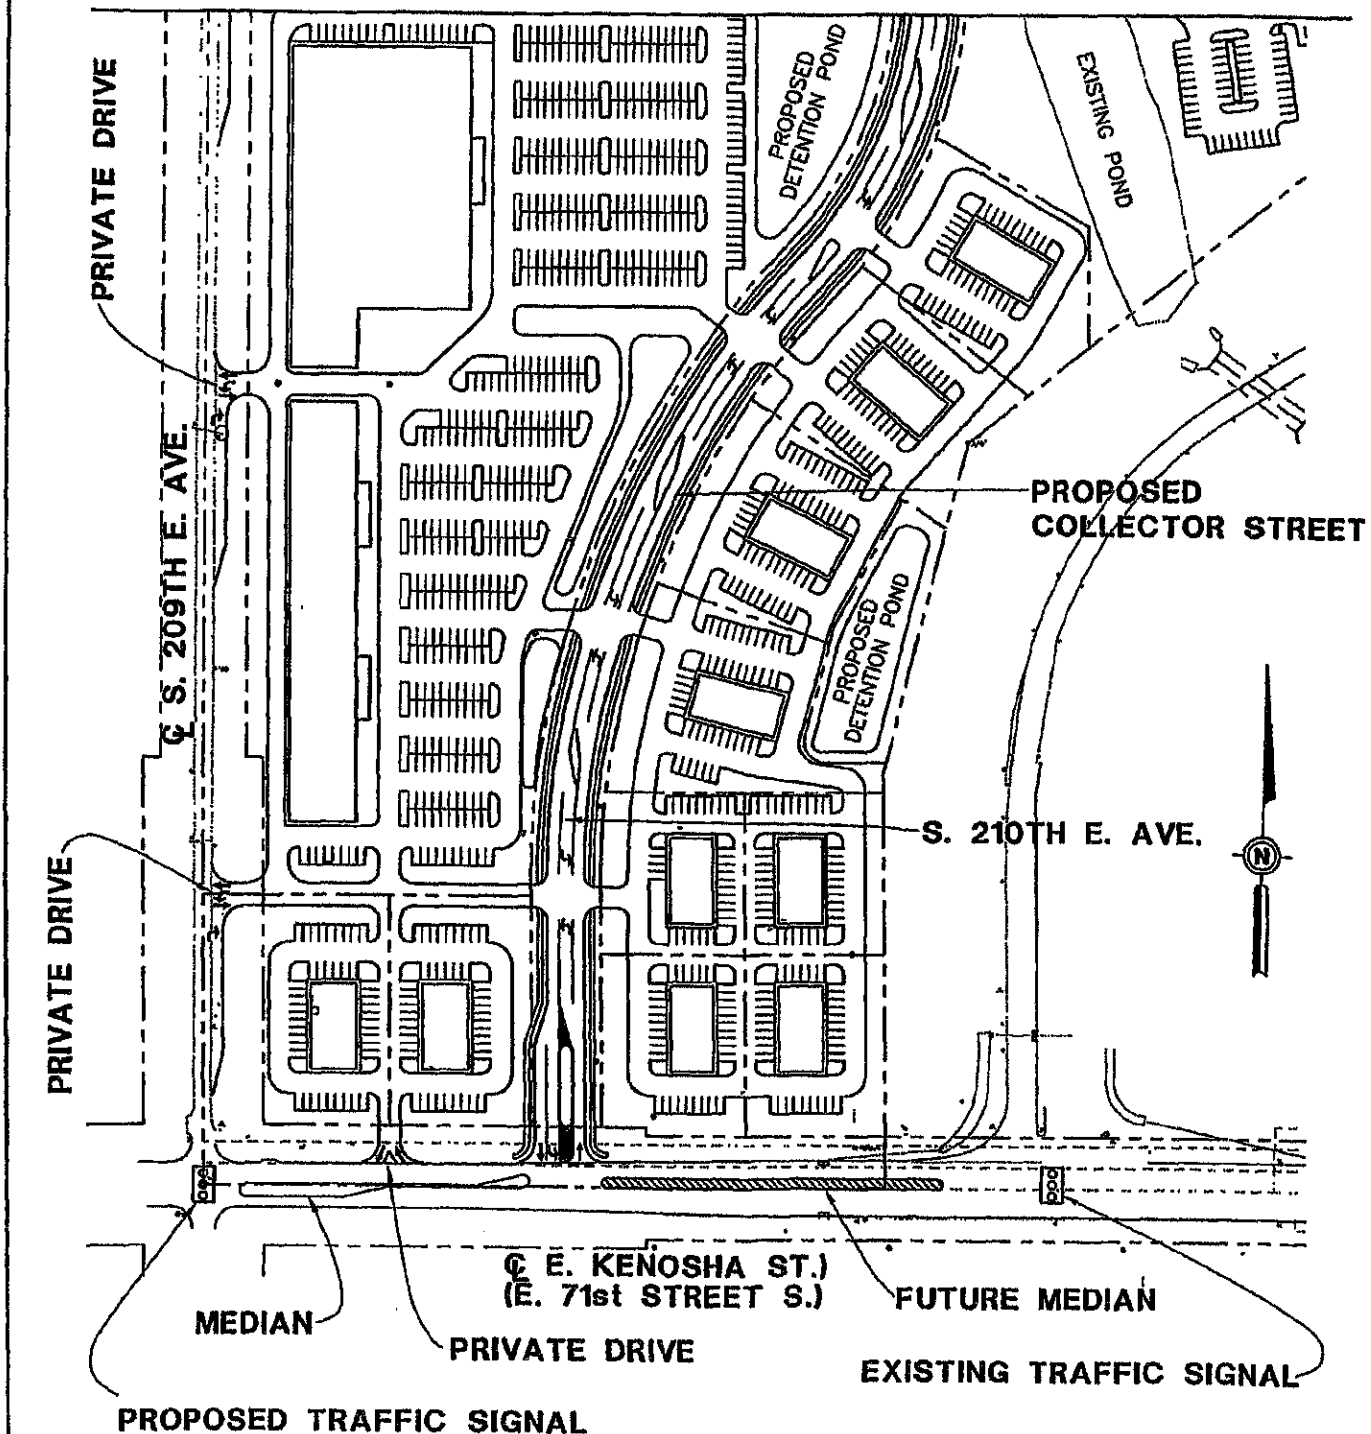 PROPOSED
DETENTION POND
EXISTING POND
PRIVATE DRIVE
℄ S. 209TH E. AVE.
PROPOSED
COLLECTOR STREET
PROPOSED
DETENTION POND
S. 210TH E. AVE.
N
PRIVATE DRIVE
℄ E. KENOSHA ST.)
(E. 71st STREET S.)
FUTURE MEDIAN
MEDIAN
PRIVATE DRIVE
EXISTING TRAFFIC SIGNAL
PROPOSED TRAFFIC SIGNAL